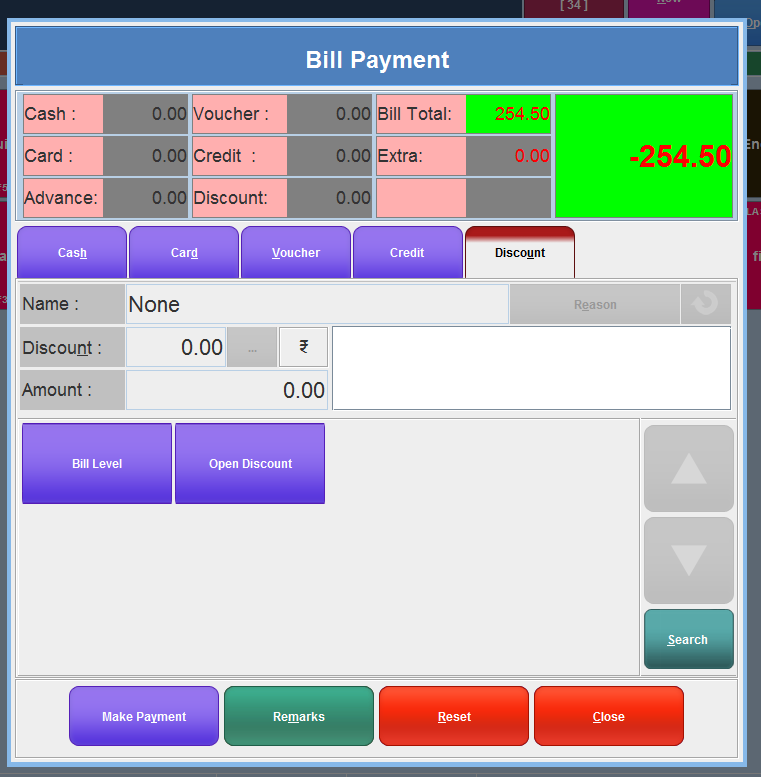 [ 34 ]
Bill Payment
Cash : 0.00 Voucher : 0.00 Bill Total: 254.50
-254.50
Card : 0.00 Credit : 0.00 Extra: 0.00
Advance: 0.00 Discount: 0.00
Cash Card Voucher Credit Discount
Name : None Reason
Discount : 0.00 ... ₹
Amount : 0.00
Bill Level Open Discount
Search
Make Payment Remarks Reset Close